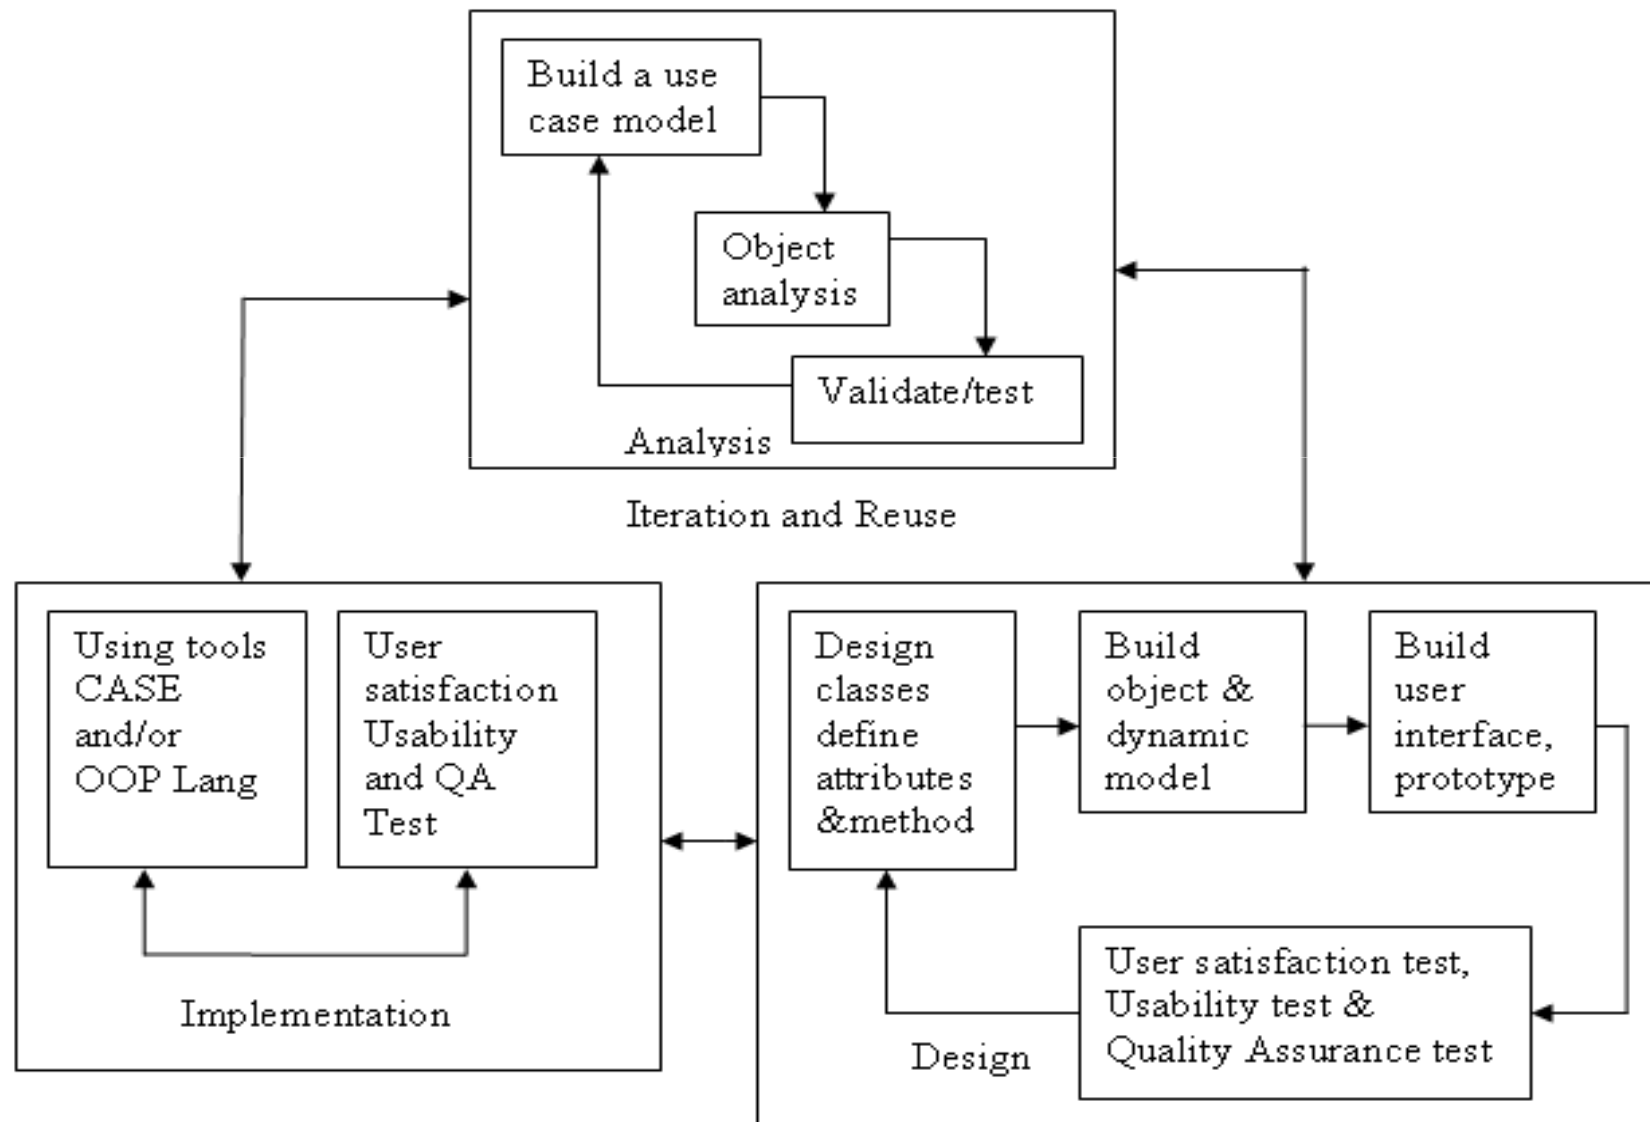 Build a use
case model
Object
analysis
Validate/test
Analysis
Iteration and Reuse
Using tools
CASE
and/or
OOP Lang
User
satisfaction
Usability
and QA
Test
Implementation
Design
classes
define
attributes
&method
Build
object &
dynamic
model
Build
user
interface,
prototype
User satisfaction test,
Usability test &
Quality Assurance test
Design